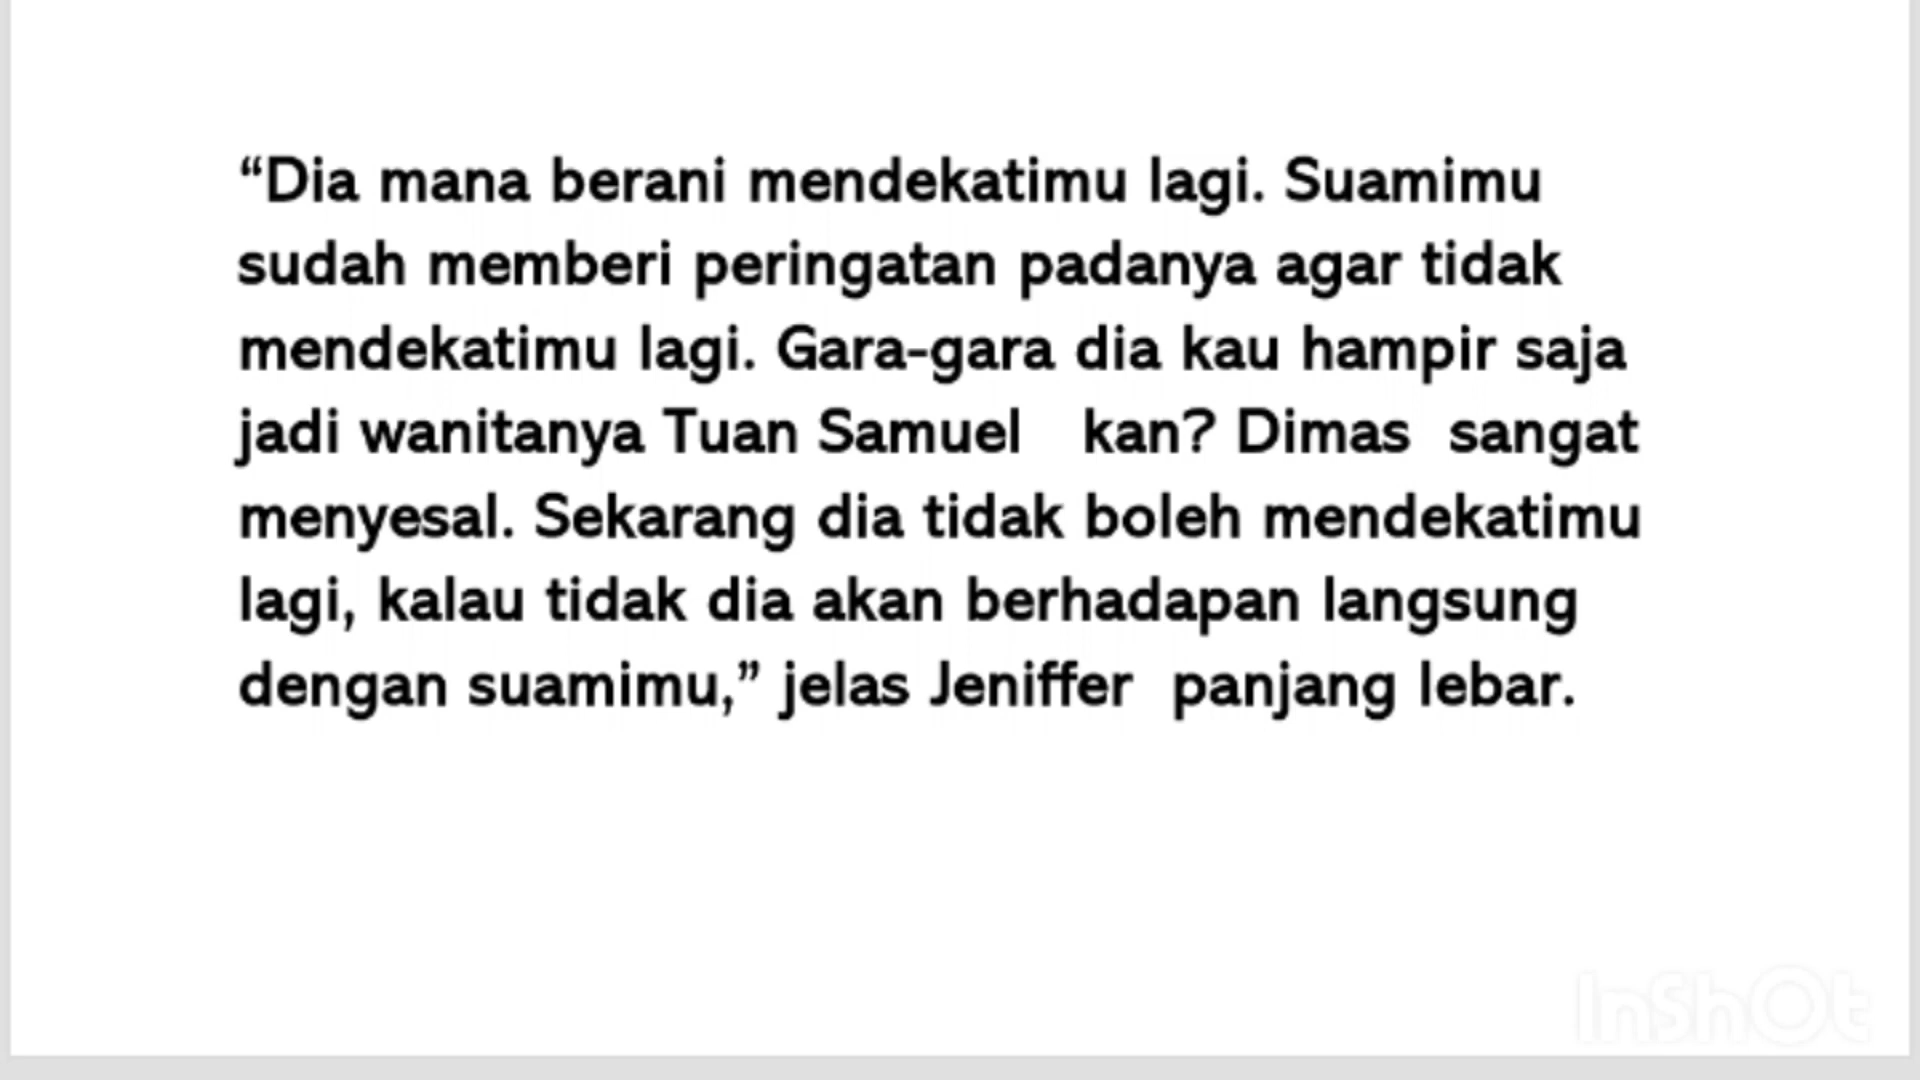 “Dia mana berani mendekatimu lagi. Suamimu
sudah memberi peringatan padanya agar tidak
mendekatimu lagi. Gara-gara dia kau hampir saja
jadi wanitanya Tuan Samuel kan? Dimas sangat
menyesal. Sekarang dia tidak boleh mendekatimu
lagi, kalau tidak dia akan berhadapan langsung
dengan suamimu,” jelas Jeniffer panjang lebar.
InShOt